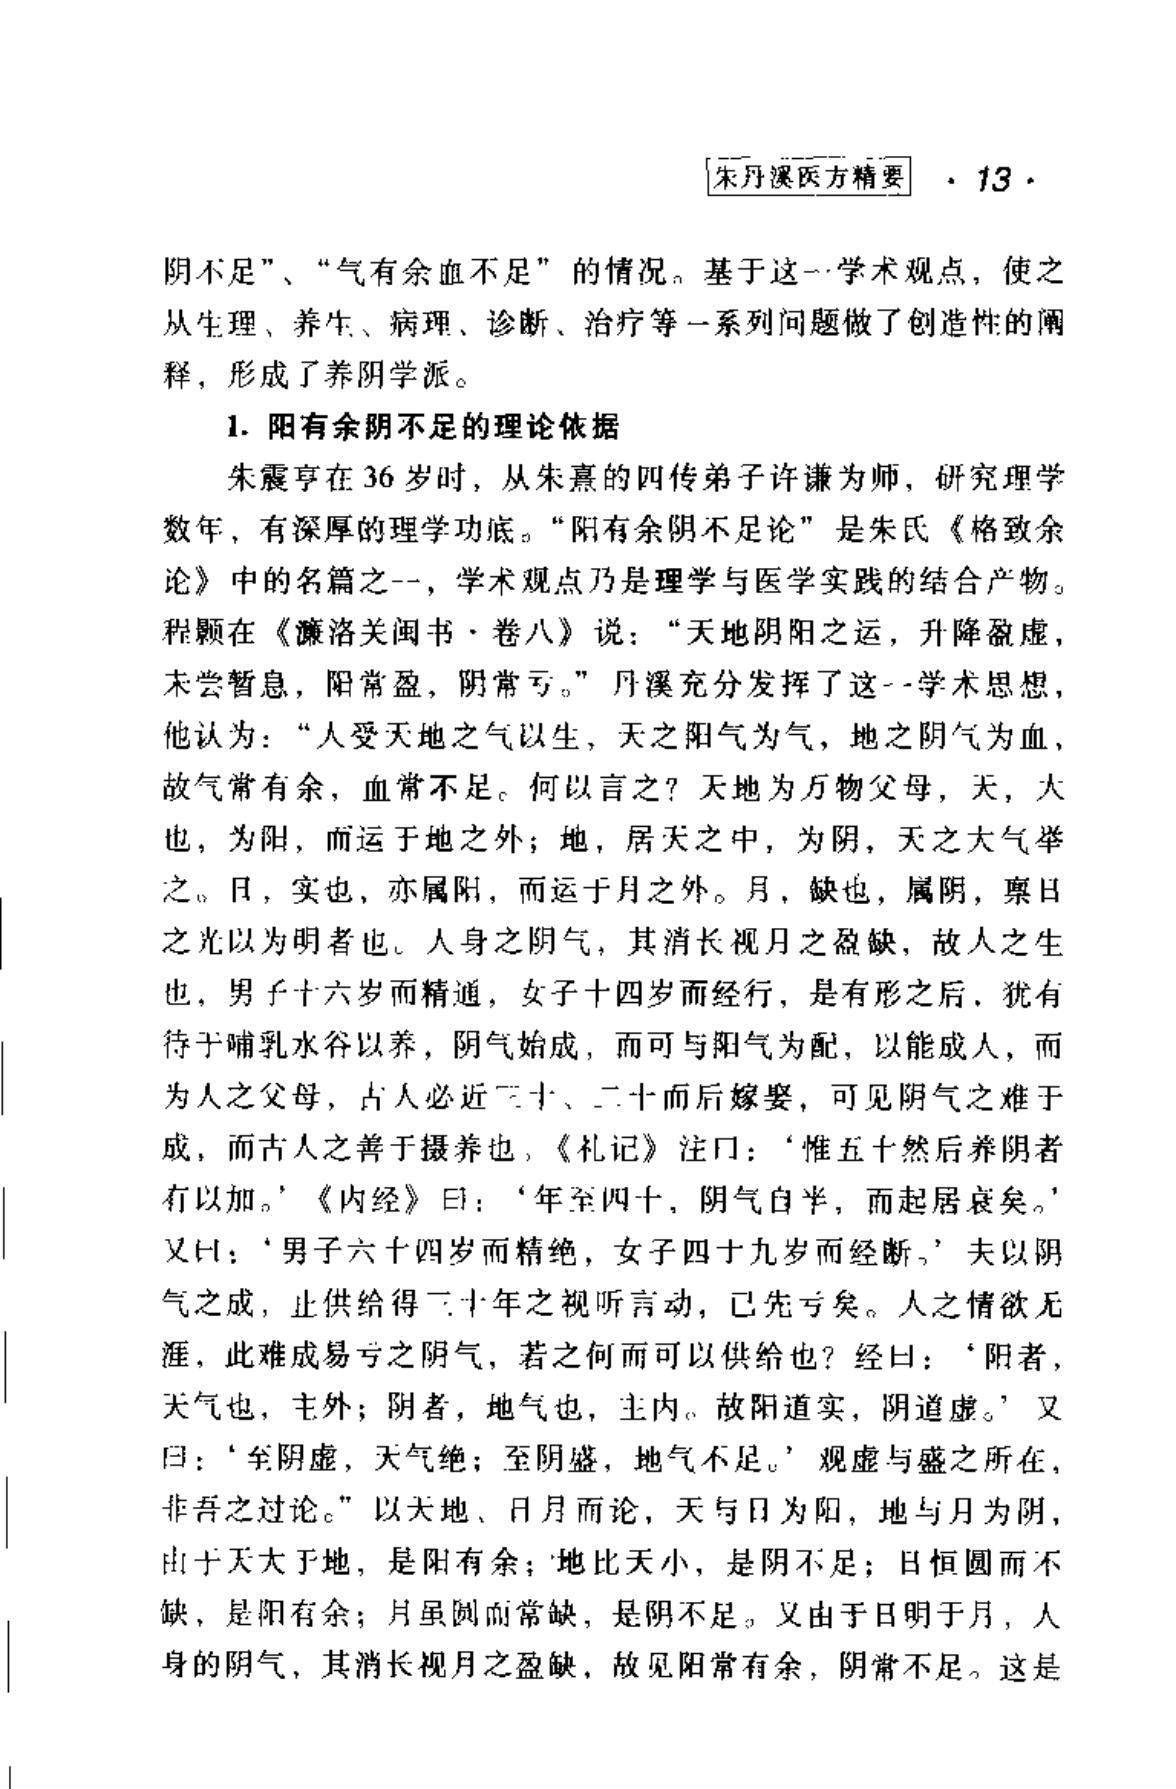 朱丹溪医方精要 · 13 ·
阴不足”、“气有余血不足”的情况。基于这一学术观点，使之
从生理、养生、病理、诊断、治疗等一系列问题做了创造性的阐
释，形成了养阴学派。
1. 阳有余阴不足的理论依据
朱震亨在 36 岁时，从朱熹的四传弟子许谦为师，研究理学
数年，有深厚的理学功底。“阳有余阴不足论”是朱氏《格致余
论》中的名篇之一，学术观点乃是理学与医学实践的结合产物。
程颢在《濂洛关闽书·卷八》说：“天地阴阳之运，升降盈虚，
未尝暂息，阳常盈，阴常亏。”丹溪充分发挥了这一学术思想，
他认为：“人受天地之气以生，天之阳气为气，地之阴气为血，
故气常有余，血常不足。何以言之？天地为万物父母，天，大
也，为阳，而运于地之外；地，居天之中，为阴，天之大气举
之。日，实也，亦属阳，而运于月之外。月，缺也，属阴，禀日
之光以为明者也。人身之阴气，其消长视月之盈缺，故人之生
也，男子十六岁而精通，女子十四岁而经行，是有形之后，犹有
待于哺乳水谷以养，阴气始成，而可与阳气为配，以能成人，而
为人之父母，古人必近三十、二十而后嫁娶，可见阴气之难于
成，而古人之善于摄养也。《礼记》注曰：‘惟五十然后养阴者
有以加。’《内经》曰：‘年至四十，阴气自半，而起居衰矣。’
又曰：‘男子六十四岁而精绝，女子四十九岁而经断。’夫以阴
气之成，止供给得三十年之视听言动，已先亏矣。人之情欲无
涯，此难成易亏之阴气，若之何而可以供给也？经曰：‘阳者，
天气也，主外；阴者，地气也，主内。故阳道实，阴道虚。’又
曰：‘至阴虚，天气绝；至阴盛，地气不足。’观虚与盛之所在，
非吾之过论。”以天地、日月而论，天与日为阳，地与月为阴，
由于天大于地，是阳有余；地比天小，是阴不足；日恒圆而不
缺，是阳有余；月虽圆而常缺，是阴不足。又由于日明于月，人
身的阴气，其消长视月之盈缺，故见阳常有余，阴常不足。这是